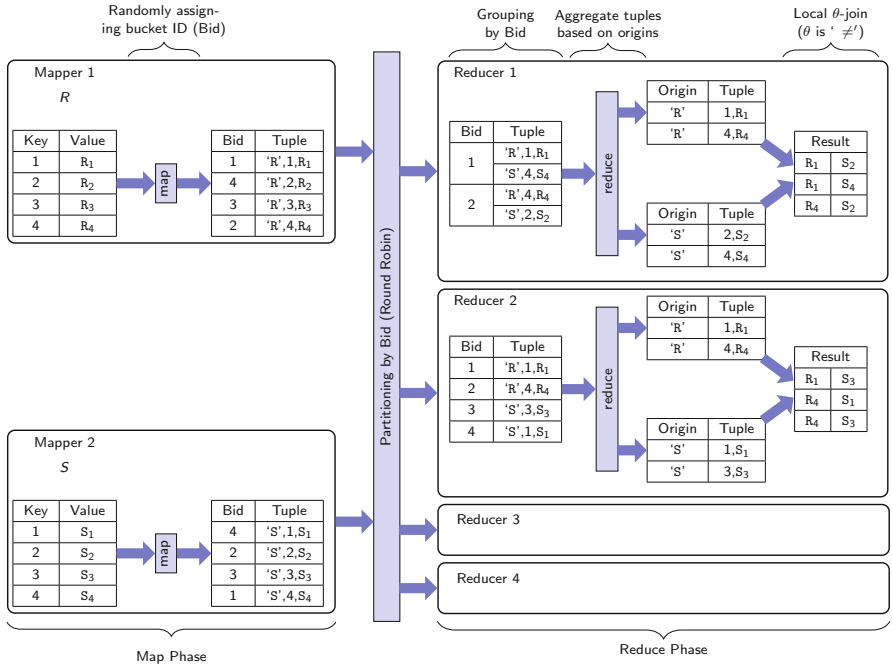 Randomly assign-
ing bucket ID (Bid)
Grouping
by Bid
Aggregate tuples
based on origins
Local θ-join
(θ is ‘ ≠′)
Mapper 1
R
Key Value
1 R₁
2 R₂
3 R₃
4 R₄
map
Bid Tuple
1 ‘R’,1,R₁
4 ‘R’,2,R₂
3 ‘R’,3,R₃
2 ‘R’,4,R₄
Mapper 2
S
Key Value
1 S₁
2 S₂
3 S₃
4 S₄
map
Bid Tuple
4 ‘S’,1,S₁
2 ‘S’,2,S₂
3 ‘S’,3,S₃
1 ‘S’,4,S₄
Map Phase
Partitioning by Bid (Round Robin)
Reducer 1
Bid Tuple
1 ‘R’,1,R₁
‘S’,4,S₄
2 ‘R’,4,R₄
‘S’,2,S₂
reduce
Origin Tuple
‘R’ 1,R₁
‘R’ 4,R₄
Origin Tuple
‘S’ 2,S₂
‘S’ 4,S₄
Result
R₁ S₂
R₁ S₄
R₄ S₂
Reducer 2
Bid Tuple
1 ‘R’,1,R₁
2 ‘R’,4,R₄
3 ‘S’,3,S₃
4 ‘S’,1,S₁
reduce
Origin Tuple
‘R’ 1,R₁
‘R’ 4,R₄
Origin Tuple
‘S’ 1,S₁
‘S’ 3,S₃
Result
R₁ S₃
R₄ S₁
R₄ S₃
Reducer 3
Reducer 4
Reduce Phase